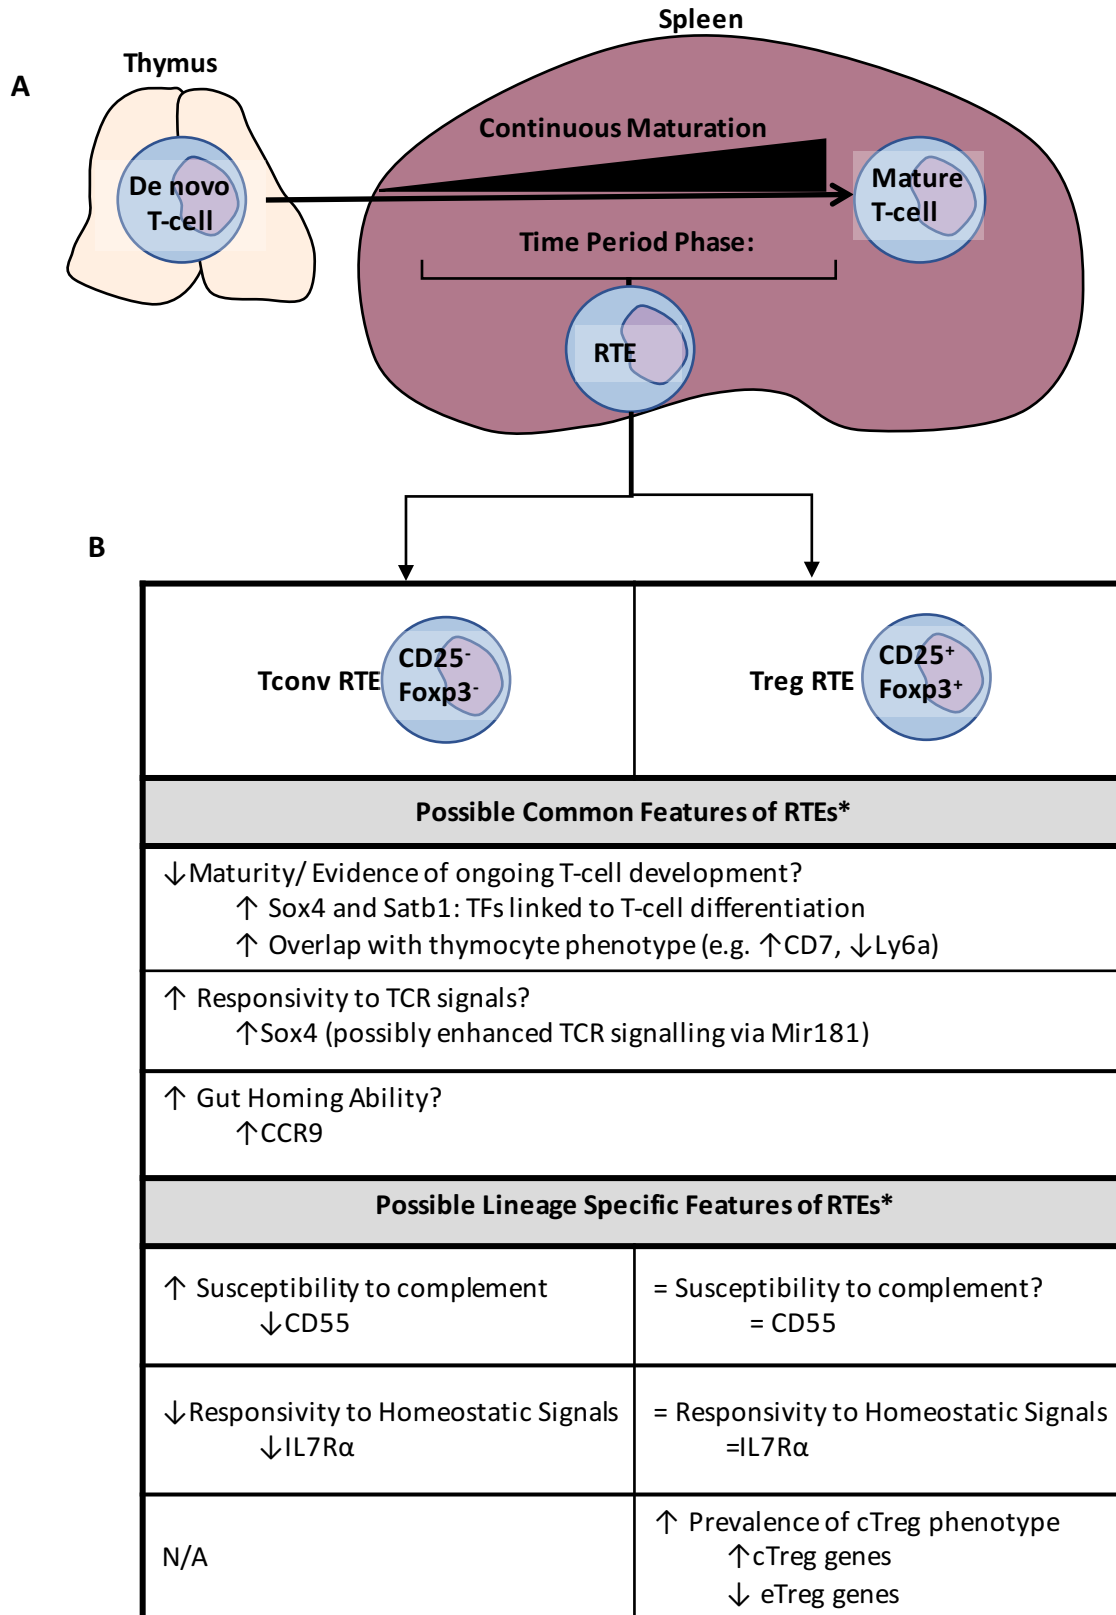 Spleen
Thymus
A
Continuous Maturation
De novo
T-cell
Mature
T-cell
Time Period Phase:
RTE
B
Tconv RTE
CD25⁻
Foxp3⁻
Treg RTE
CD25⁺
Foxp3⁺
Possible Common Features of RTEs*
↓Maturity/ Evidence of ongoing T-cell development?
↑ Sox4 and Satb1: TFs linked to T-cell differentiation
↑ Overlap with thymocyte phenotype (e.g. ↑CD7, ↓Ly6a)
↑ Responsivity to TCR signals?
↑Sox4 (possibly enhanced TCR signalling via Mir181)
↑ Gut Homing Ability?
↑CCR9
Possible Lineage Specific Features of RTEs*
↑ Susceptibility to complement
↓CD55
= Susceptibility to complement?
= CD55
↓Responsivity to Homeostatic Signals
↓IL7Rα
= Responsivity to Homeostatic Signals
=IL7Rα
N/A
↑ Prevalence of cTreg phenotype
↑cTreg genes
↓ eTreg genes